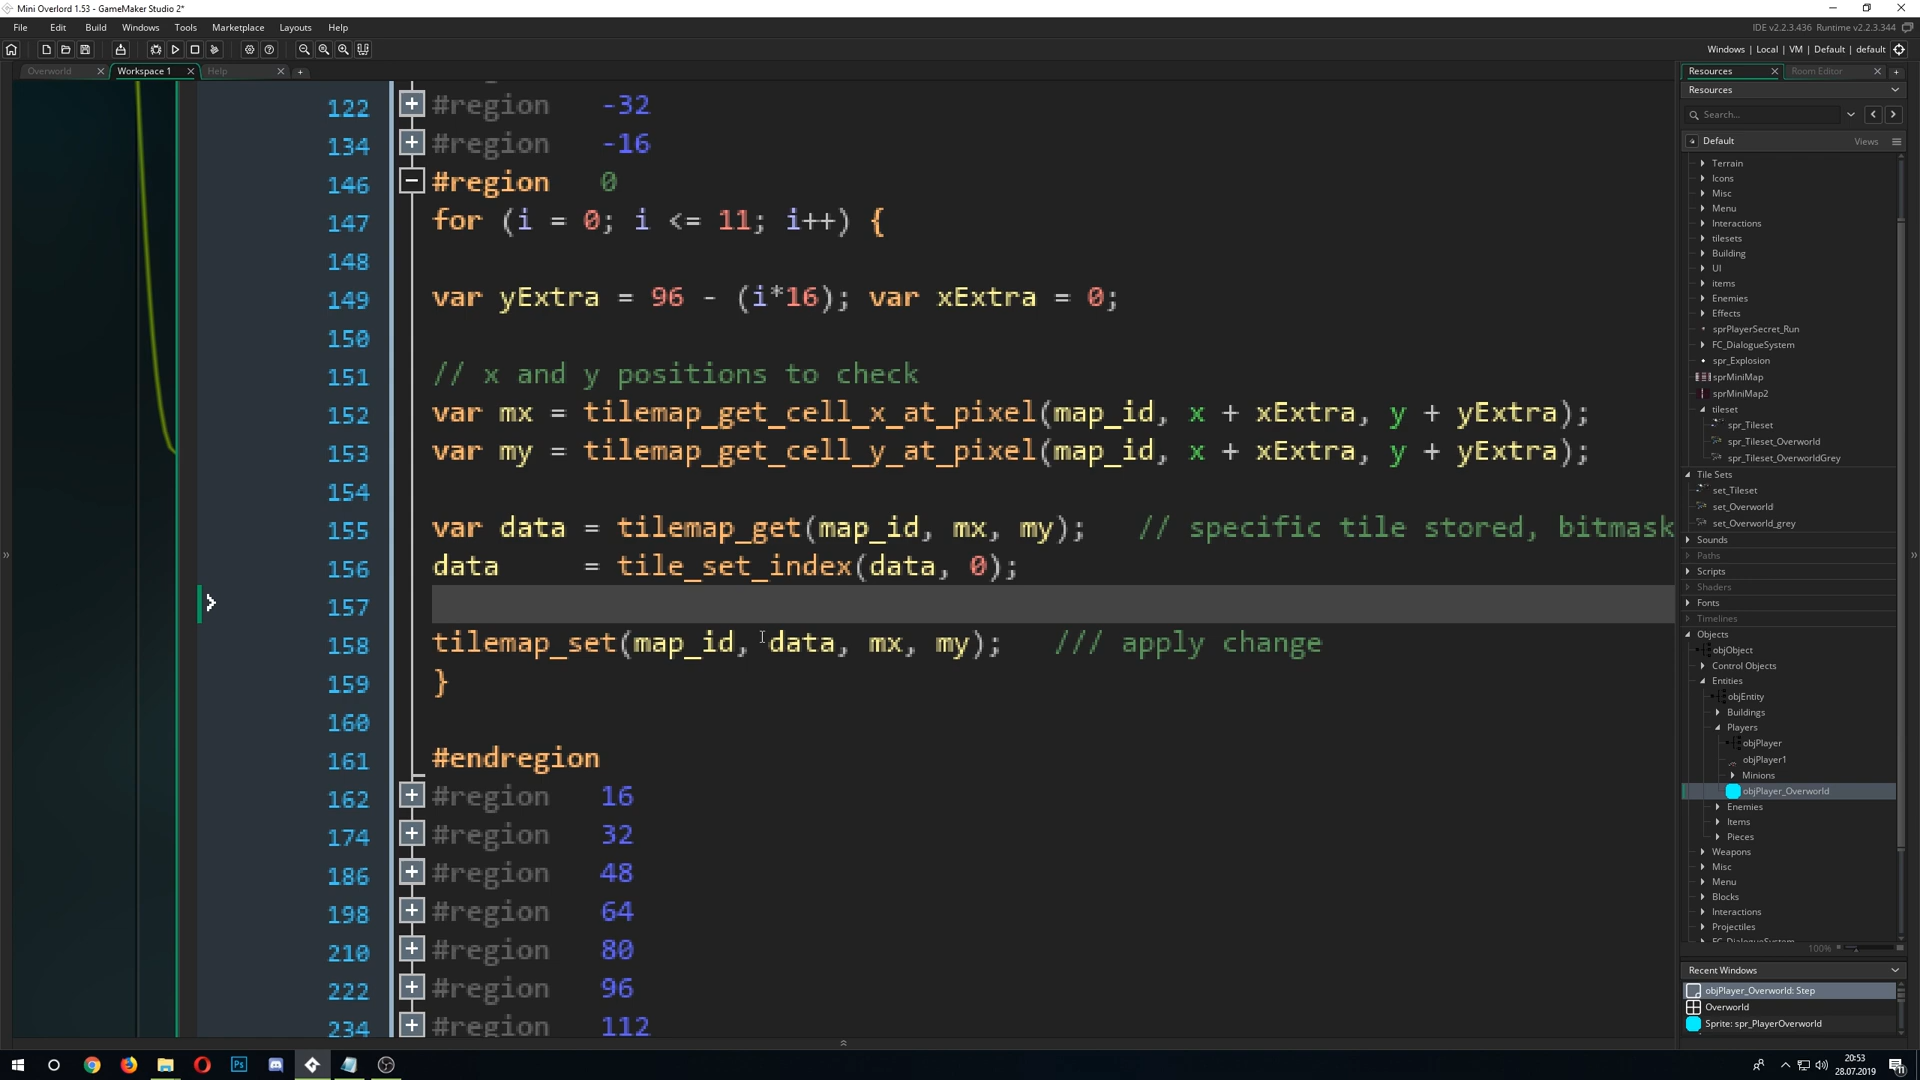 Mini Overlord 1.53 - GameMaker Studio 2*
File Edit Build Windows Tools Marketplace Layouts Help
IDE v2.2.3.436 Runtime v2.2.3.344
Windows | Local | VM | Default | default
Overworld
Workspace 1
Help
122 #region -32
134 #region -16
146 #region 0
147 for (i = 0; i <= 11; i++) {
148
149 var yExtra = 96 - (i*16); var xExtra = 0;
150
151 // x and y positions to check
152 var mx = tilemap_get_cell_x_at_pixel(map_id, x + xExtra, y + yExtra);
153 var my = tilemap_get_cell_y_at_pixel(map_id, x + xExtra, y + yExtra);
154
155 var data = tilemap_get(map_id, mx, my); // specific tile stored, bitmask
156 data = tile_set_index(data, 0);
157
158 tilemap_set(map_id, data, mx, my); /// apply change
159 }
160
161 #endregion
162 #region 16
174 #region 32
186 #region 48
198 #region 64
210 #region 80
222 #region 96
234 #region 112
Resources
Room Editor
Resources
Search...
Default Views
Terrain
Icons
Misc
Menu
Interactions
tilesets
Building
UI
items
Enemies
Effects
sprPlayerSecret_Run
FC_DialogueSystem
spr_Explosion
sprMiniMap
sprMiniMap2
tileset
spr_Tileset
spr_Tileset_Overworld
spr_Tileset_OverworldGrey
Tile Sets
set_Tileset
set_Overworld
set_Overworld_grey
Sounds
Paths
Scripts
Shaders
Fonts
Timelines
Objects
objObject
Control Objects
Entities
objEntity
Buildings
Players
objPlayer
objPlayer1
Minions
objPlayer_Overworld
Enemies
Items
Pieces
Weapons
Misc
Menu
Blocks
Interactions
Projectiles
FC_DialogueSystem
100%
Recent Windows
objPlayer_Overworld: Step
Overworld
Sprite: spr_PlayerOverworld
20:53
28.07.2019